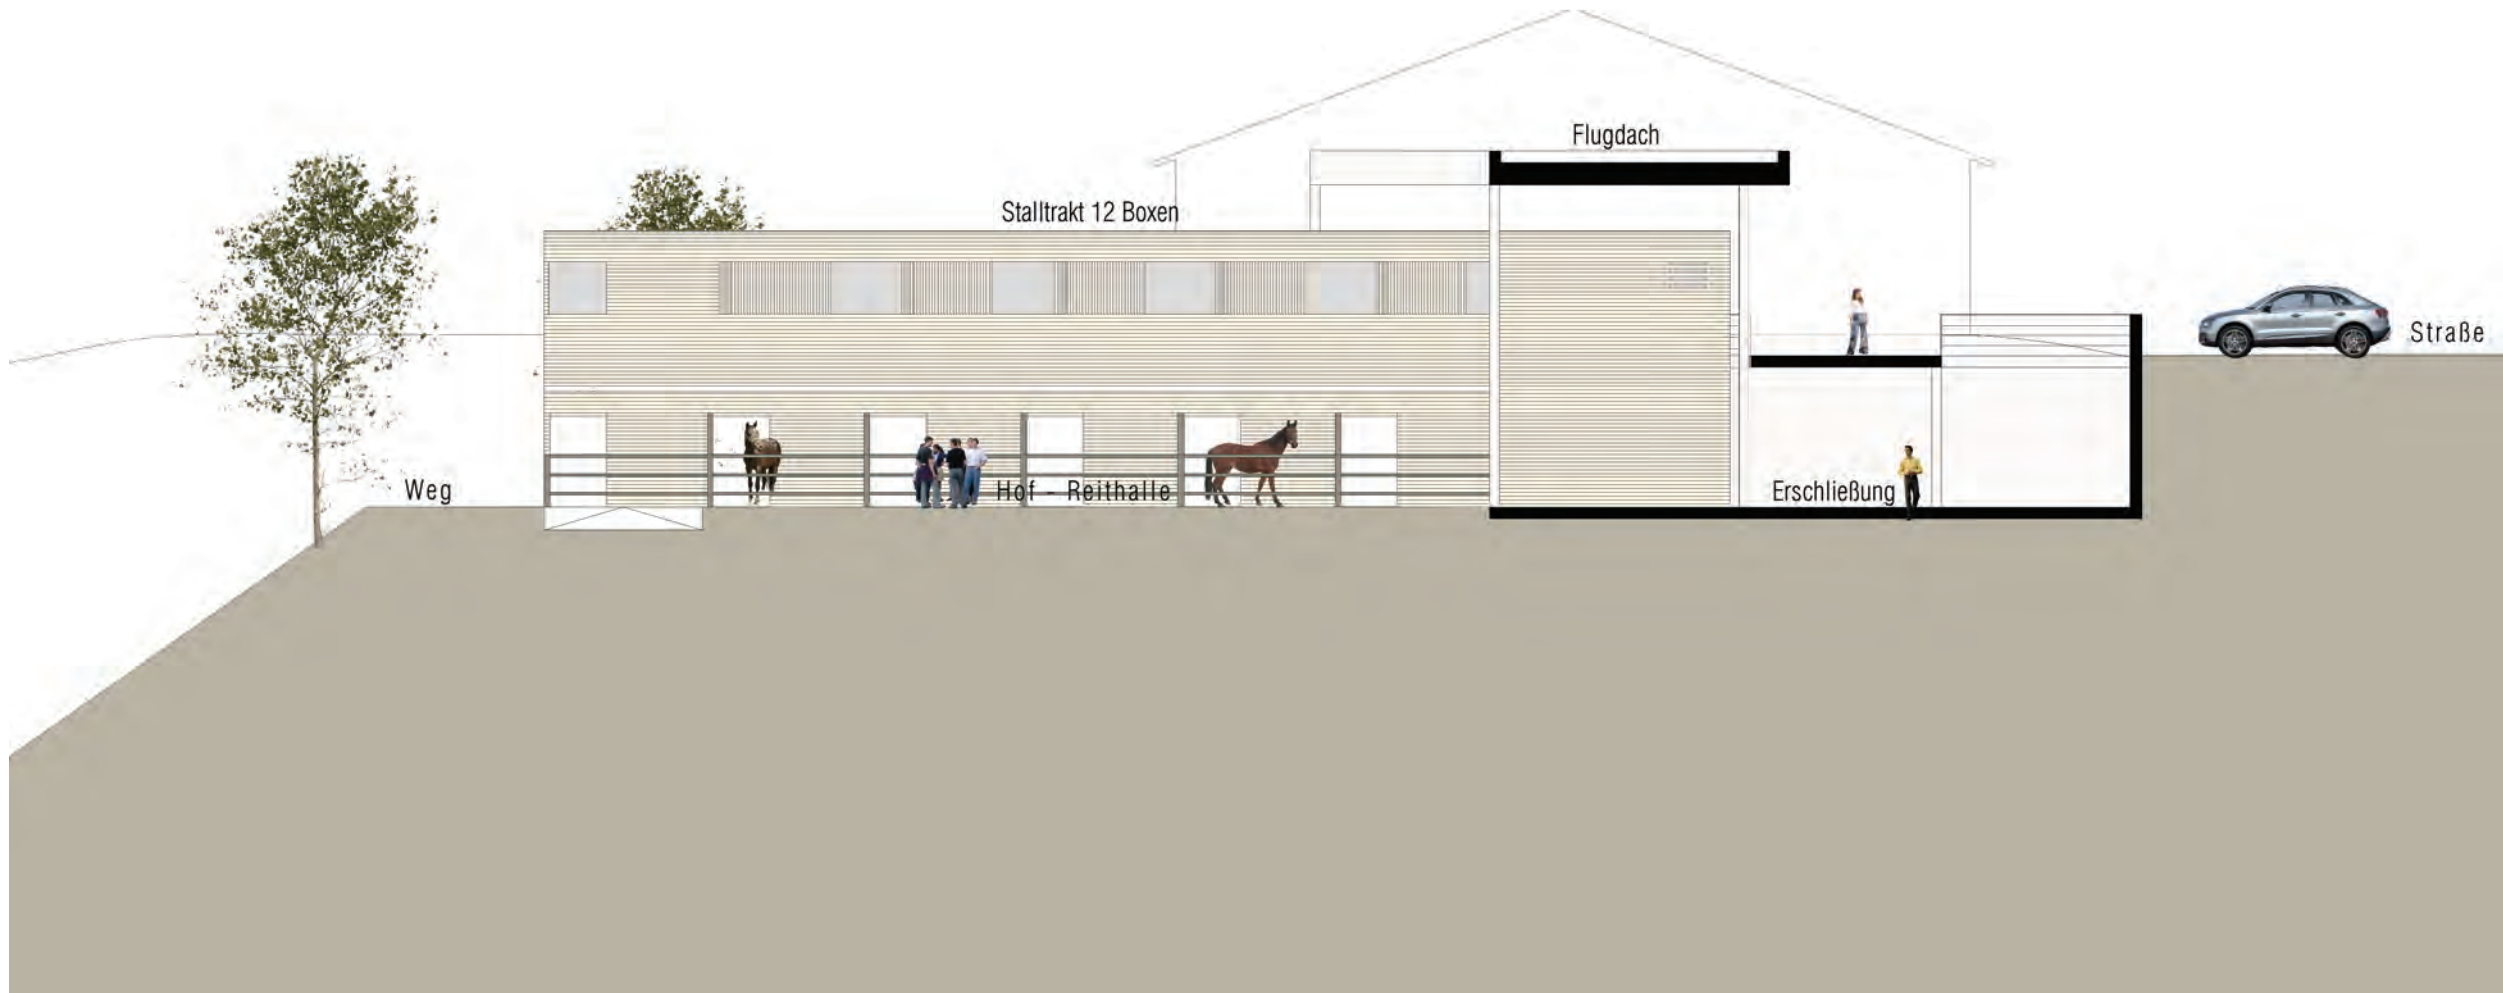 Flugdach
Stalltrakt 12 Boxen
Straße
Weg
Hof - Reithalle
Erschließung